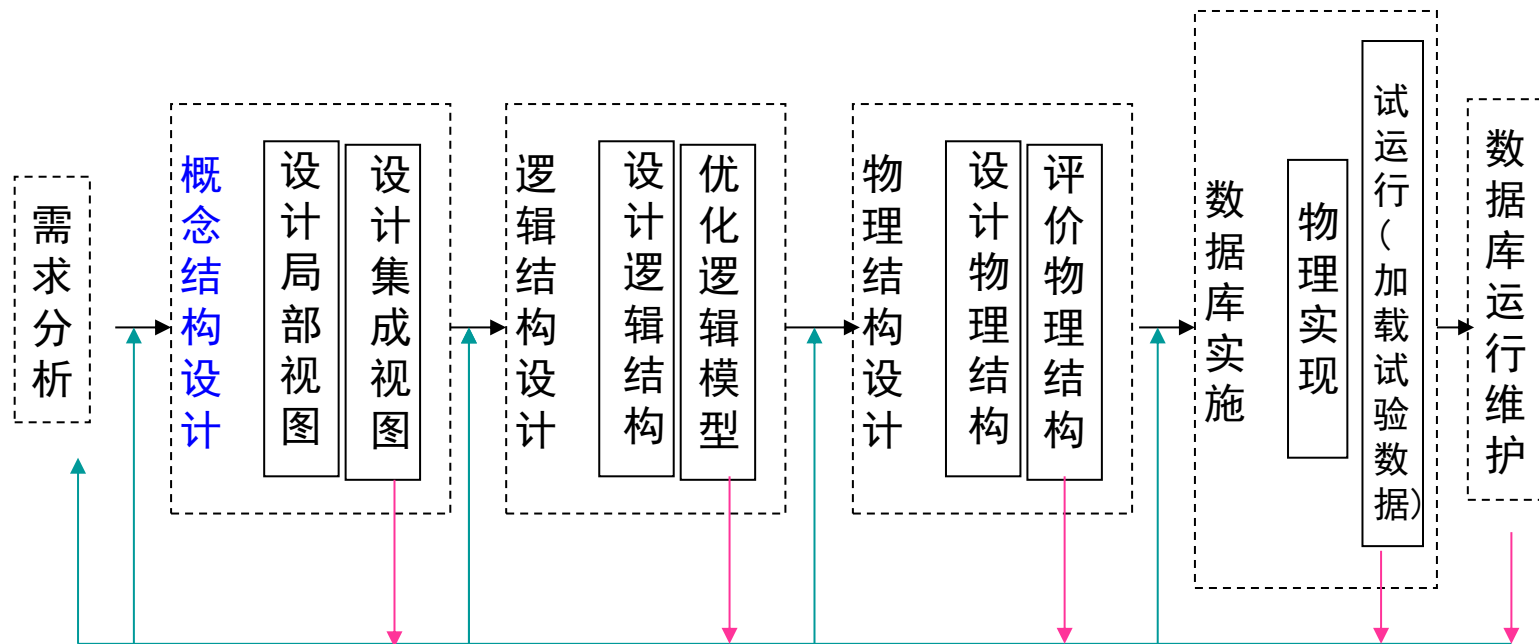 需求分析
概念结构设计
设计局部视图
设计集成视图
逻辑结构设计
设计逻辑结构
优化逻辑模型
物理结构设计
设计物理结构
评价物理结构
数据库实施
物理实现
试运行(加载试验数据)
数据库运行维护